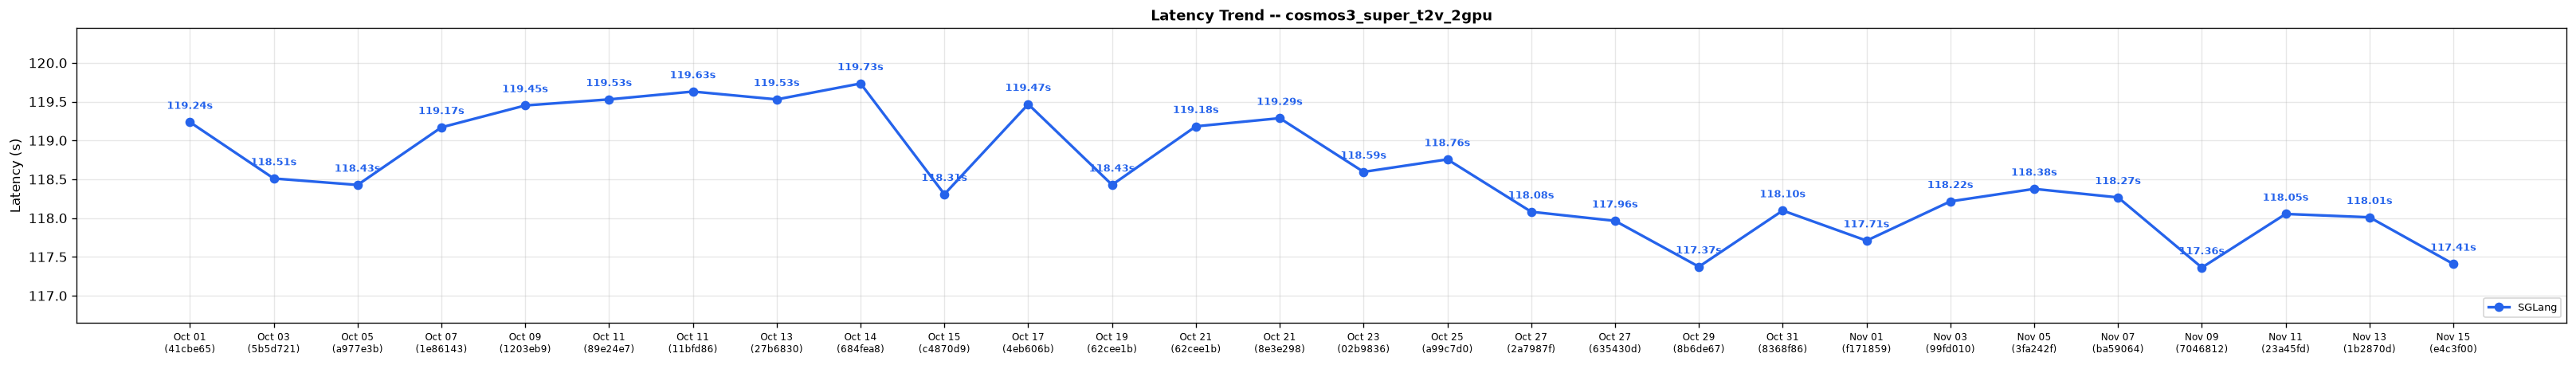 Latency Trend -- cosmos3_super_t2v_2gpu
Latency (s)
120.0
119.5
119.0
118.5
118.0
117.5
117.0
119.24s
118.51s
118.43s
119.17s
119.45s
119.53s
119.63s
119.53s
119.73s
118.31s
119.47s
118.43s
119.18s
119.29s
118.59s
118.76s
118.08s
117.96s
117.37s
118.10s
117.71s
118.22s
118.38s
118.27s
117.36s
118.05s
118.01s
117.41s
SGLang
Oct 01
(41cbe65)
Oct 03
(5b5d721)
Oct 05
(a977e3b)
Oct 07
(1e86143)
Oct 09
(1203eb9)
Oct 11
(89e24e7)
Oct 11
(11bfd86)
Oct 13
(27b6830)
Oct 14
(684fea8)
Oct 15
(c4870d9)
Oct 17
(4eb606b)
Oct 19
(62cee1b)
Oct 21
(62cee1b)
Oct 21
(8e3e298)
Oct 23
(02b9836)
Oct 25
(a99c7d0)
Oct 27
(2a7987f)
Oct 27
(635430d)
Oct 29
(8b6de67)
Oct 31
(8368f86)
Nov 01
(f171859)
Nov 03
(99fd010)
Nov 05
(3fa242f)
Nov 07
(ba59064)
Nov 09
(7046812)
Nov 11
(23a45fd)
Nov 13
(1b2870d)
Nov 15
(e4c3f00)